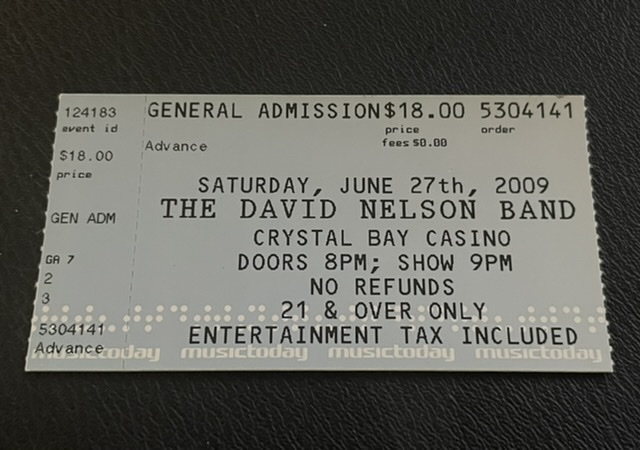 124183
event id
$18.00
price
GEN ADM
GA 7
2
3
5304141
Advance
GENERAL ADMISSION $18.00 5304141
price order
fees $0.00
Advance
SATURDAY, JUNE 27th, 2009
THE DAVID NELSON BAND
CRYSTAL BAY CASINO
DOORS 8PM; SHOW 9PM
NO REFUNDS
21 & OVER ONLY
ENTERTAINMENT TAX INCLUDED
musictoday musictoday musictoday musictoday